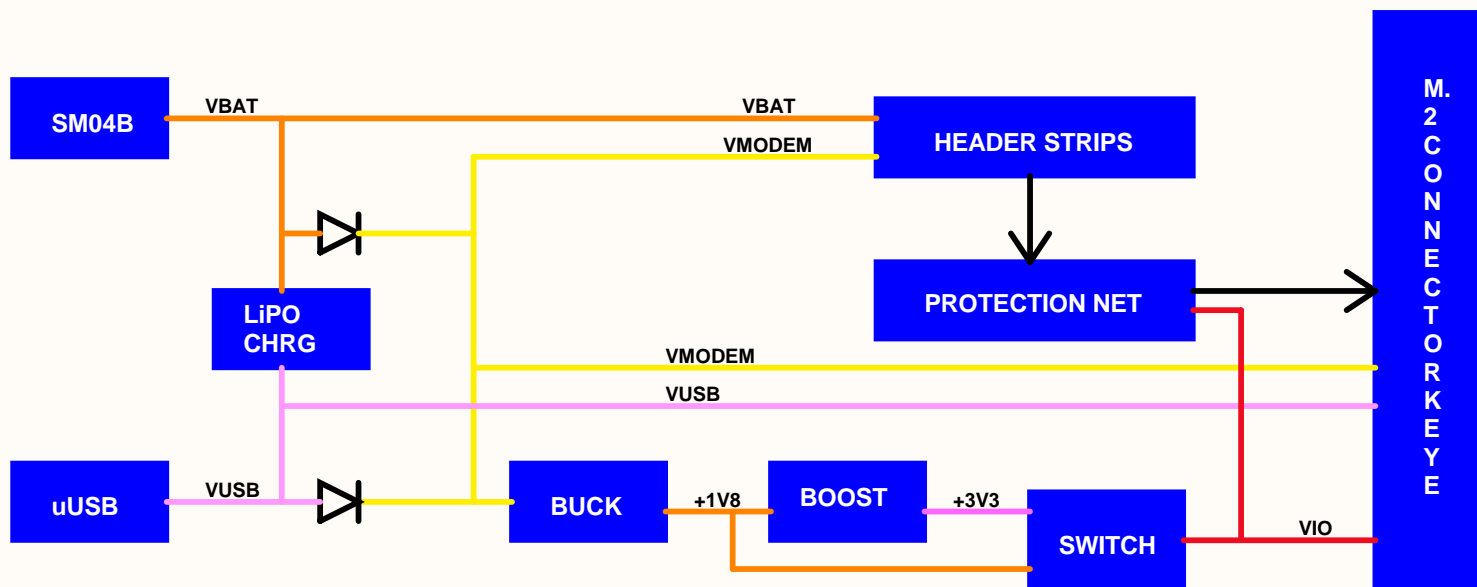 SM04B
VBAT
VBAT
VMODEM
HEADER STRIPS
M.
2
C
O
N
N
E
C
T
O
R
K
E
Y
E
LiPO
CHRG
PROTECTION NET
VMODEM
VUSB
uUSB
VUSB
BUCK
+1V8
BOOST
+3V3
SWITCH
VIO